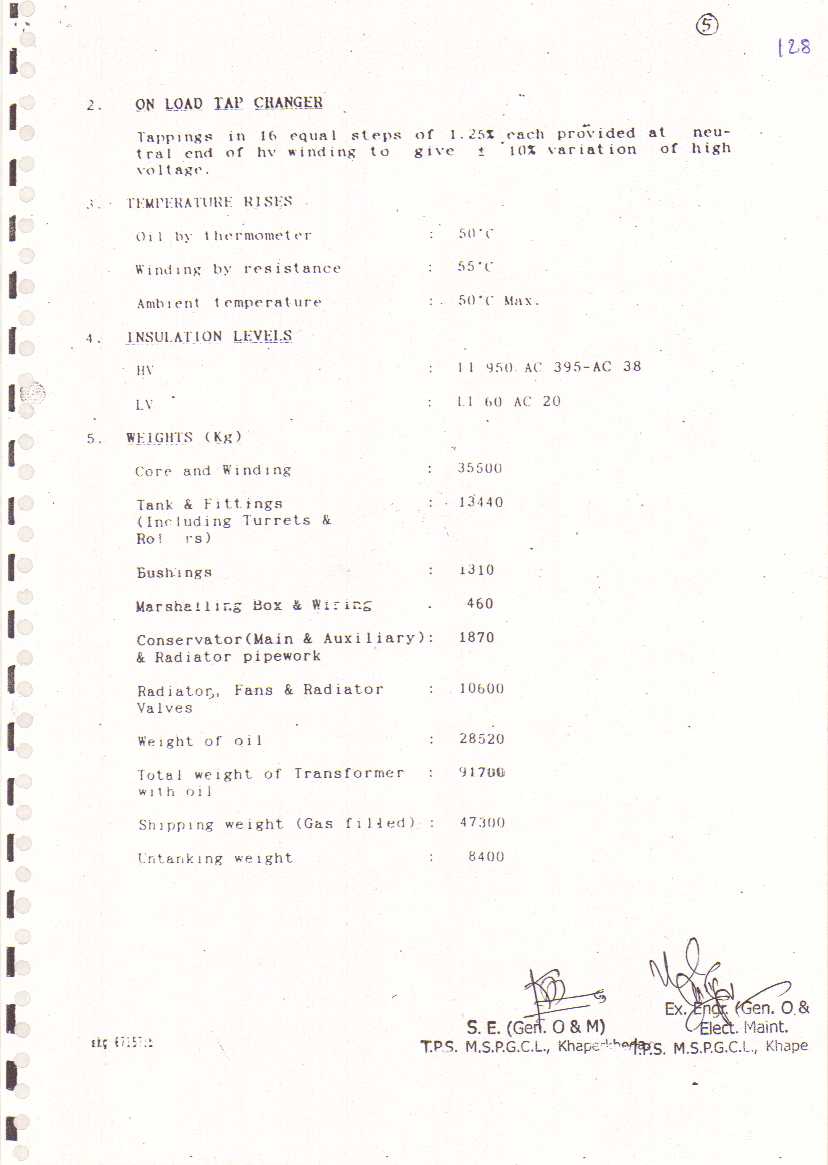 5
128
2. ON LOAD TAP CHANGER
Tappings in 16 equal steps of 1.25% each provided at neu-
tral end of hv winding to give ± 10% variation of high
voltage.
3. TEMPERATURE RISES
Oil by thermometer : 50°C
Winding by resistance : 55°C
Ambient temperature : 50°C Max.
4. INSULATION LEVELS
HV : LI 950 AC 395-AC 38
LV : LI 60 AC 20
5. WEIGHTS (Kg)
Core and Winding : 35500
Tank & Fittings : 13440
(Including Turrets &
Bushings : 1310
Marshalling Box & Wiring 460
Conservator(Main & Auxiliary): 1870
& Radiator pipework
Radiator, Fans & Radiator : 10600
Valves
Weight of oil : 28520
Total weight of Transformer : 91700
with oil
Shipping weight (Gas filled) : 47300
Untanking weight : 8400
S. E. (Gen. O & M)
T.P.S. M.S.P.G.C.L.,
Ex. Engr. (Gen. O &
Elect. Maint.
T.P.S. M.S.P.G.C.L., Khape